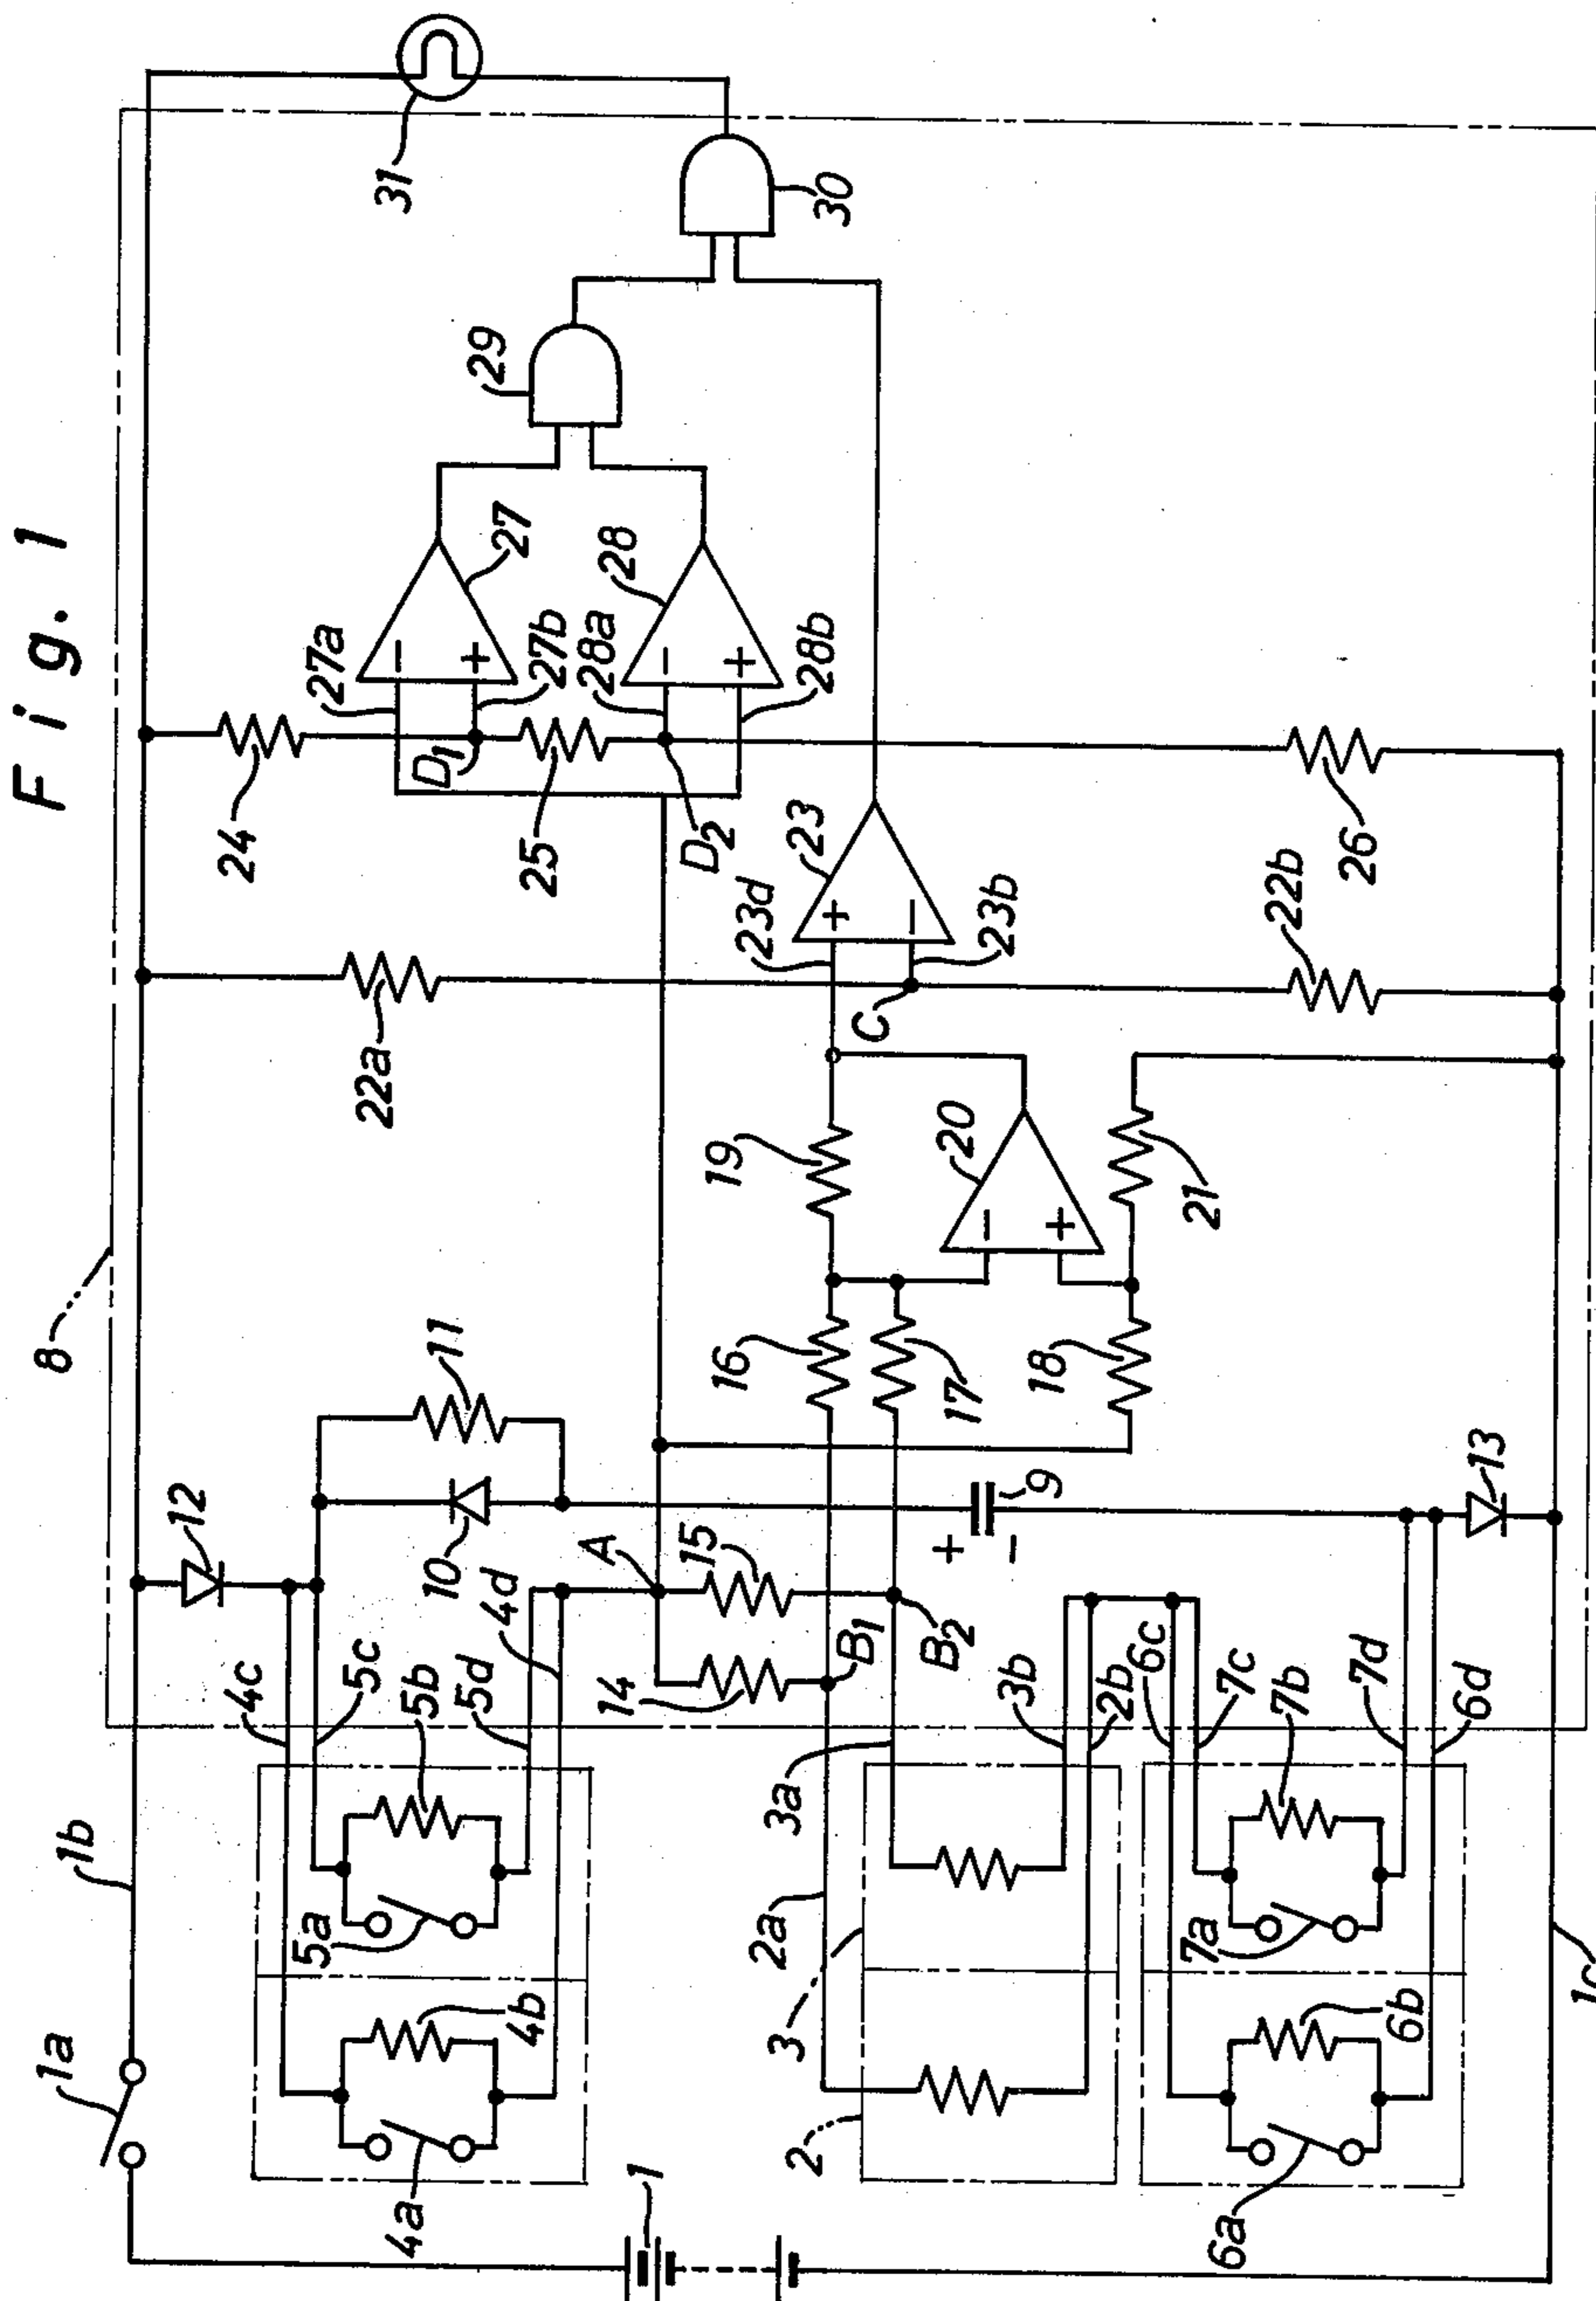 Fig. 1
1
1a
1b
1c
2
2a
2b
3
3a
3b
4a
4b
4c
4d
5a
5b
5c
5d
6a
6b
6c
6d
7a
7b
7c
7d
8
9
+
−
10
11
12
13
14
15
A
B1
B2
16
17
18
19
20
−
+
21
22a
22b
C
23
23d
23b
+
−
24
25
26
D1
D2
27
27a
27b
−
+
28
28a
28b
−
+
29
30
31